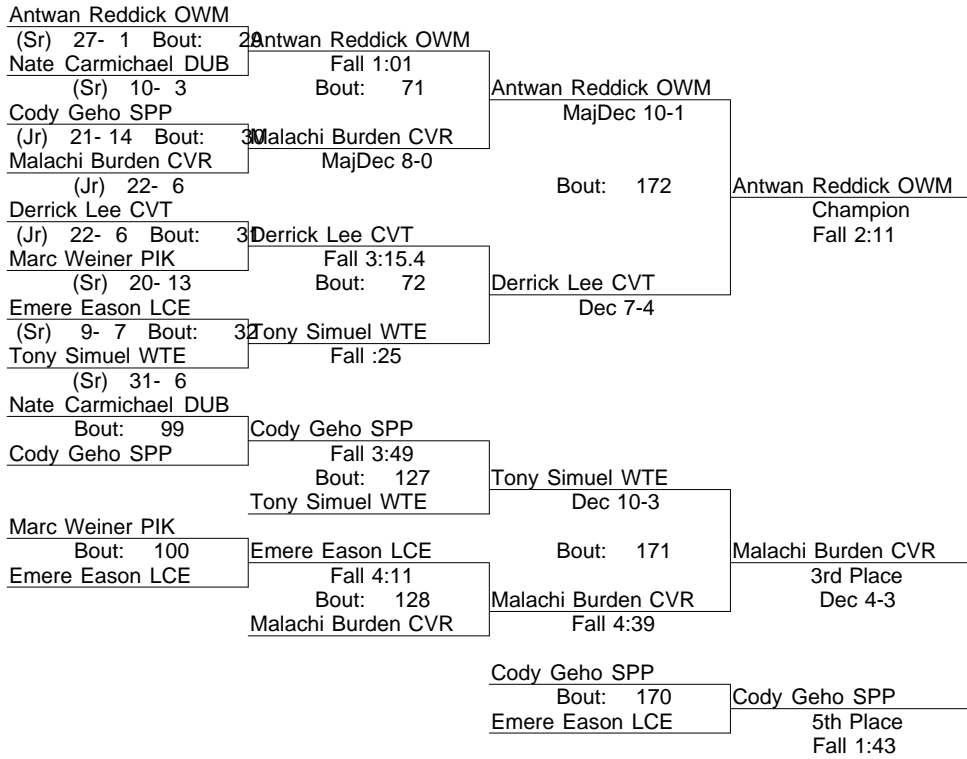 Antwan Reddick OWM
(Sr) 27- 1 Bout: 29 Antwan Reddick OWM
Nate Carmichael DUB Fall 1:01
(Sr) 10- 3 Bout: 71 Antwan Reddick OWM
Cody Geho SPP MajDec 10-1
(Jr) 21- 14 Bout: 30 Malachi Burden CVR
Malachi Burden CVR MajDec 8-0
(Jr) 22- 6 Bout: 172 Antwan Reddick OWM
Derrick Lee CVT Champion
(Jr) 22- 6 Bout: 31 Derrick Lee CVT Fall 2:11
Marc Weiner PIK Fall 3:15.4
(Sr) 20- 13 Bout: 72 Derrick Lee CVT
Emere Eason LCE Dec 7-4
(Sr) 9- 7 Bout: 32 Tony Simuel WTE
Tony Simuel WTE Fall :25
(Sr) 31- 6
Nate Carmichael DUB
Bout: 99 Cody Geho SPP
Cody Geho SPP Fall 3:49
Bout: 127 Tony Simuel WTE
Tony Simuel WTE Dec 10-3
Marc Weiner PIK
Bout: 100 Emere Eason LCE Bout: 171 Malachi Burden CVR
Emere Eason LCE Fall 4:11 3rd Place
Bout: 128 Malachi Burden CVR Dec 4-3
Malachi Burden CVR Fall 4:39
Cody Geho SPP
Bout: 170 Cody Geho SPP
Emere Eason LCE 5th Place
Fall 1:43